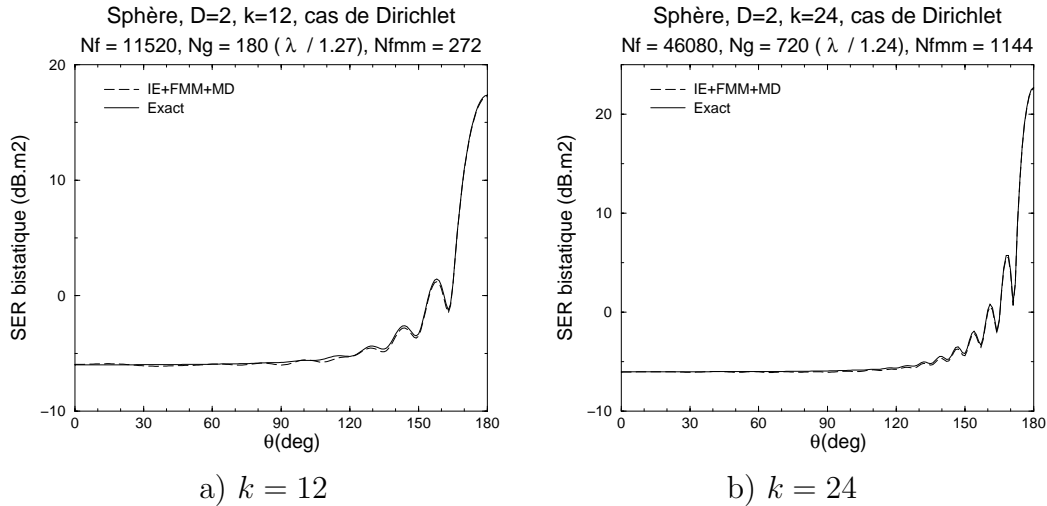 Sphère, D=2, k=12, cas de Dirichlet
Nf = 11520, Ng = 180 ( λ / 1.27), Nfmm = 272
IE+FMM+MD
Exact
SER bistatique (dB.m2)
20
10
0
−10
0 30 60 90 120 150 180
θ(deg)
a) k = 12
Sphère, D=2, k=24, cas de Dirichlet
Nf = 46080, Ng = 720 ( λ / 1.24), Nfmm = 1144
IE+FMM+MD
Exact
SER bistatique (dB.m2)
20
10
0
−10
0 30 60 90 120 150 180
θ(deg)
b) k = 24